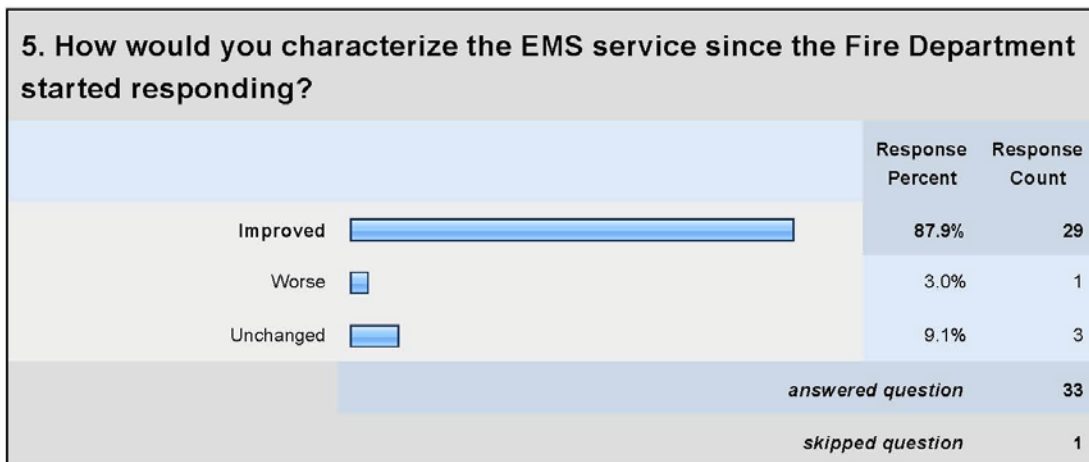 5. How would you characterize the EMS service since the Fire Department
started responding?
Response Percent Response Count
Improved 87.9% 29
Worse 3.0% 1
Unchanged 9.1% 3
answered question 33
skipped question 1